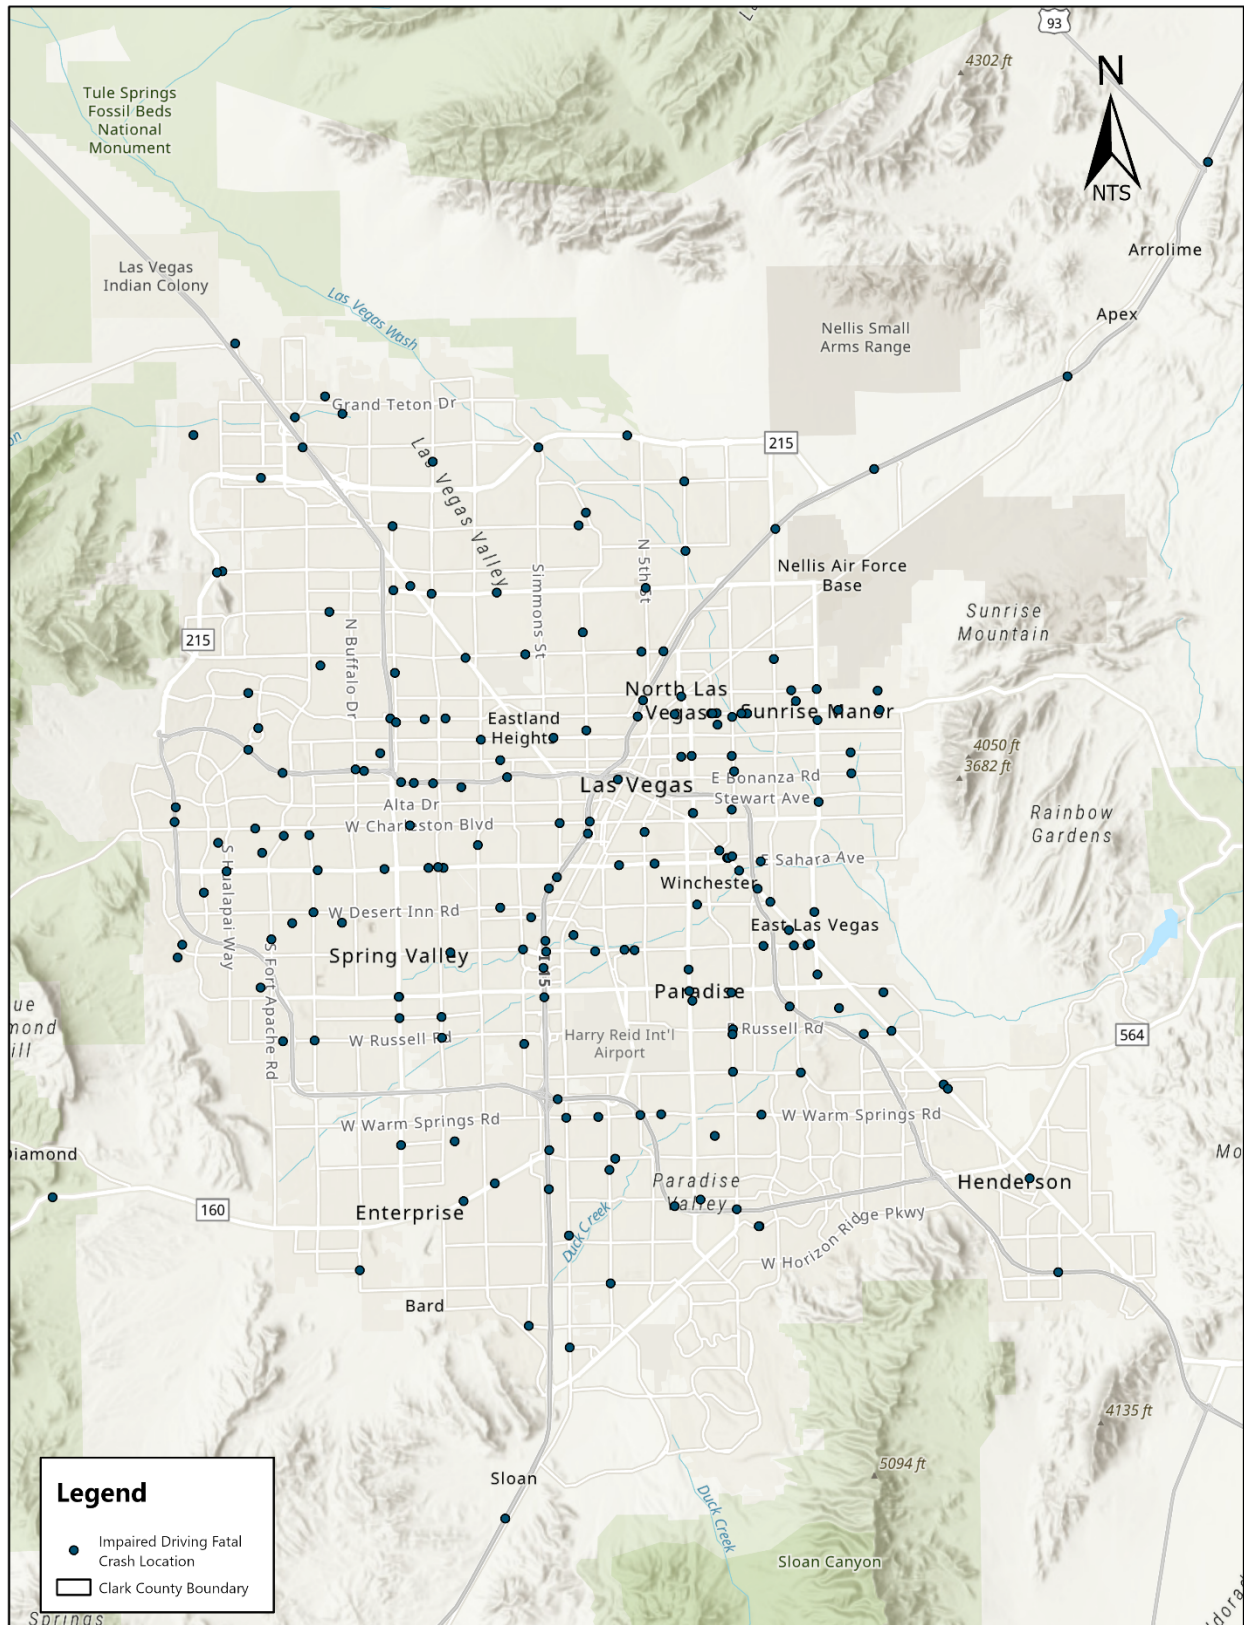 93
4302 ft
N
NTS
Tule Springs
Fossil Beds
National
Monument
Arrolime
Las Vegas
Indian Colony
Las Vegas Wash
Apex
Nellis Small
Arms Range
Grand Teton Dr
215
Las Vegas Valley
N 5th St
Simmons St
Nellis Air Force
Base
Sunrise
Mountain
215
N Buffalo Dr
North Las
Vegas
Sunrise Manor
Eastland
Heights
4050 ft
3682 ft
E Bonanza Rd
Las Vegas
Stewart Ave
Alta Dr
W Charleston Blvd
Rainbow
Gardens
E Sahara Ave
S Hualapai Way
Winchester
W Desert Inn Rd
East Las Vegas
Spring Valley
S Fort Apache Rd
I-15
Paradise
W Russell Rd
Harry Reid Int'l
Airport
E Russell Rd
564
W Warm Springs Rd
W Warm Springs Rd
Diamond
Paradise
Valley
Henderson
160
Enterprise
Duck Creek
W Horizon Ridge Pkwy
Bard
4135 ft
5094 ft
Sloan
Duck Creek
Sloan Canyon
Legend
Impaired Driving Fatal
Crash Location
Clark County Boundary
Springs